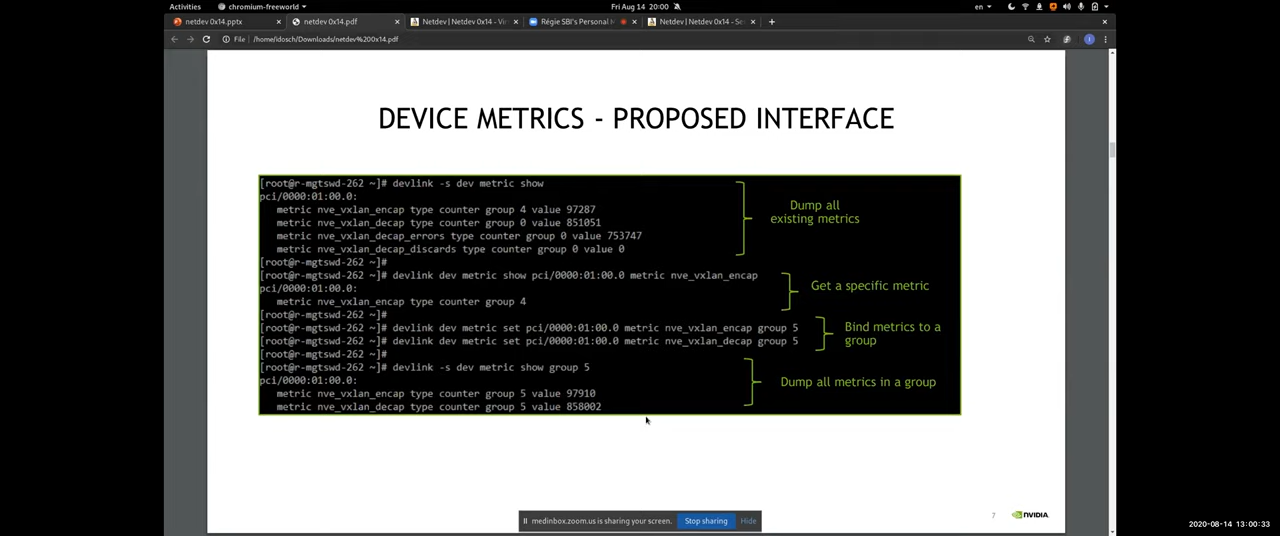 Activities
chromium-freeworld
Fri Aug 14 20:00
en
netdev 0x14.pptx
netdev 0x14.pdf
Netdev | Netdev 0x14 - Vi
Régie SBI's Personal M
Netdev | Netdev 0x14 - Se
File
/home/idosch/Downloads/netdev%200x14.pdf
DEVICE METRICS - PROPOSED INTERFACE
[root@r-mgtswd-262 ~]# devlink -s dev metric show
pci/0000:01:00.0:
metric nve_vxlan_encap type counter group 4 value 97287
metric nve_vxlan_decap type counter group 0 value 851051
metric nve_vxlan_decap_errors type counter group 0 value 753747
metric nve_vxlan_decap_discards type counter group 0 value 0
[root@r-mgtswd-262 ~]#
[root@r-mgtswd-262 ~]# devlink dev metric show pci/0000:01:00.0 metric nve_vxlan_encap
pci/0000:01:00.0:
metric nve_vxlan_encap type counter group 4
[root@r-mgtswd-262 ~]#
[root@r-mgtswd-262 ~]# devlink dev metric set pci/0000:01:00.0 metric nve_vxlan_encap group 5
[root@r-mgtswd-262 ~]# devlink dev metric set pci/0000:01:00.0 metric nve_vxlan_decap group 5
[root@r-mgtswd-262 ~]#
[root@r-mgtswd-262 ~]# devlink -s dev metric show group 5
pci/0000:01:00.0:
metric nve_vxlan_encap type counter group 5 value 97910
metric nve_vxlan_decap type counter group 5 value 858002
Dump all
existing metrics
Get a specific metric
Bind metrics to a
group
Dump all metrics in a group
7
NVIDIA.
medinbox.zoom.us is sharing your screen.
Stop sharing
Hide
2020-08-14 13:00:33